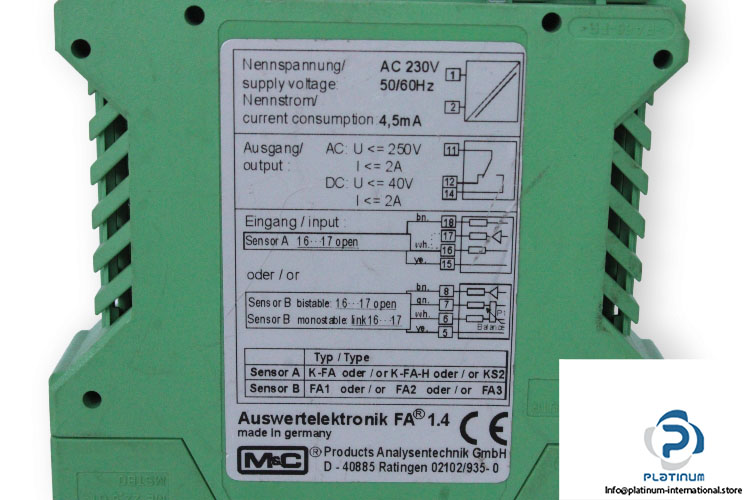 Nennspannung/ AC 230V
supply voltage: 50/60Hz
Nennstrom/
current consumption 4,5mA
1
2
Ausgang/ AC: U <= 250V
output : I <= 2A
DC: U <= 40V
I <= 2A
11
12
14
Eingang / input :
Sensor A 16···17 open
bn. 18
17
wh. 16
ye. 15
oder / or
Sensor B bistable: 16···17 open
Sensor B monostable: link16···17
bn. 8
gn. 7
wh. 6
ye. 5
Typ / Type
Sensor A K-FA oder / or K-FA-H oder / or KS2
Sensor B FA1 oder / or FA2 oder / or FA3
Auswertelektronik FA® 1.4 CE
made in germany
M&C ® Products Analysentechnik GmbH
D - 40885 Ratingen 02102/935- 0
PLATINUM
INTERNATIONAL
Info@platinum-international.store